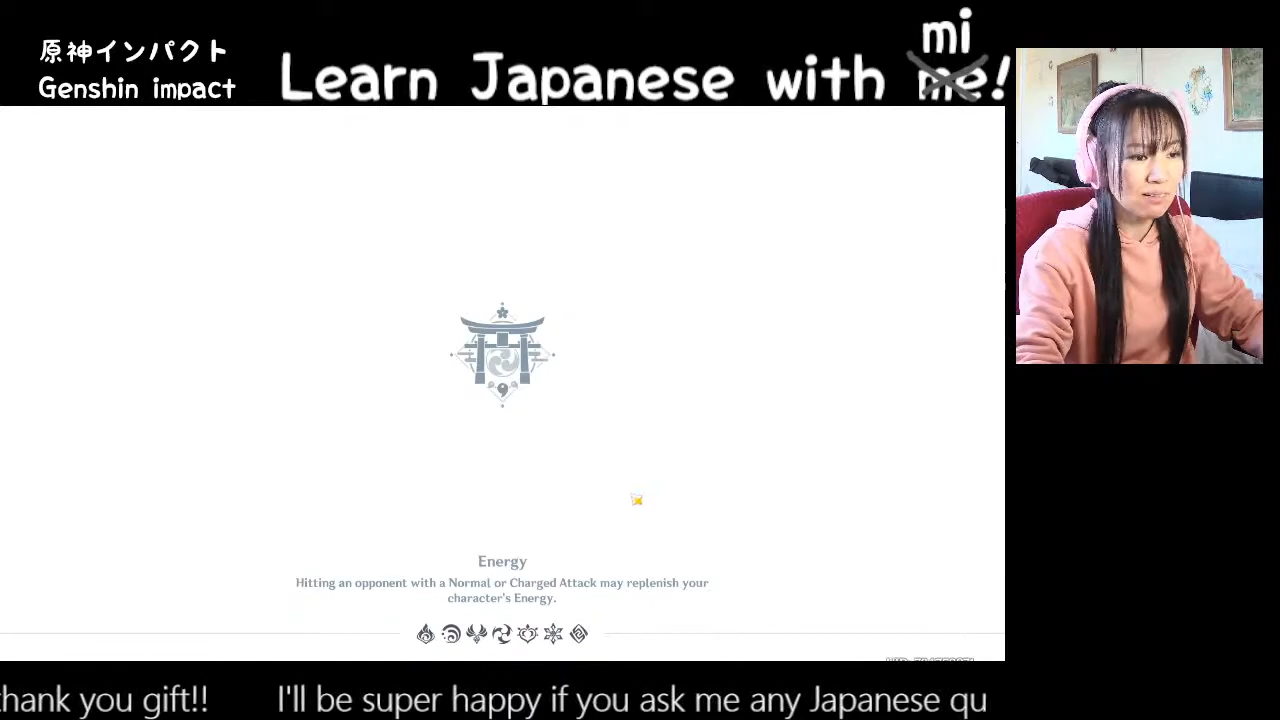 原神インパクト
Genshin impact
mi
Learn Japanese with me!
Energy
Hitting an opponent with a Normal or Charged Attack may replenish your
character's Energy.
thank you gift!! I'll be super happy if you ask me any Japanese qu